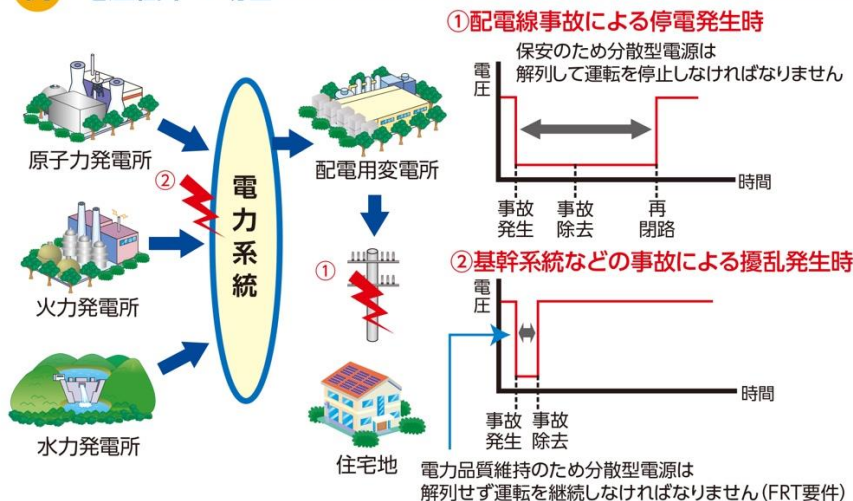 ①配電線事故による停電発生時
保安のため分散型電源は
解列して運転を停止しなければなりません
電圧
時間
事故発生
事故除去
再閉路
原子力発電所
火力発電所
水力発電所
②
電力系統
配電用変電所
①
住宅地
②基幹系統などの事故による擾乱発生時
電圧
時間
事故発生
事故除去
電力品質維持のため分散型電源は
解列せず運転を継続しなければなりません(FRT要件)